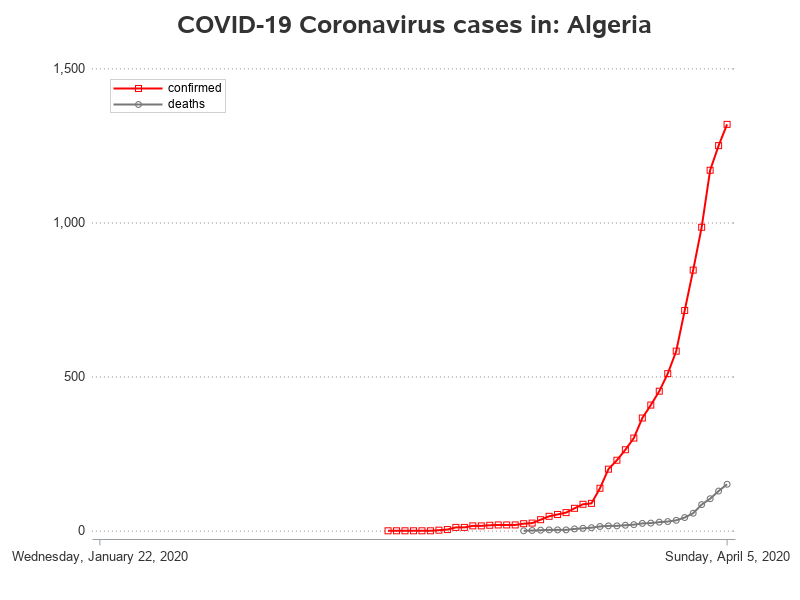 COVID-19 Coronavirus cases in: Algeria
1,500
confirmed
deaths
1,000
500
0
Wednesday, January 22, 2020
Sunday, April 5, 2020